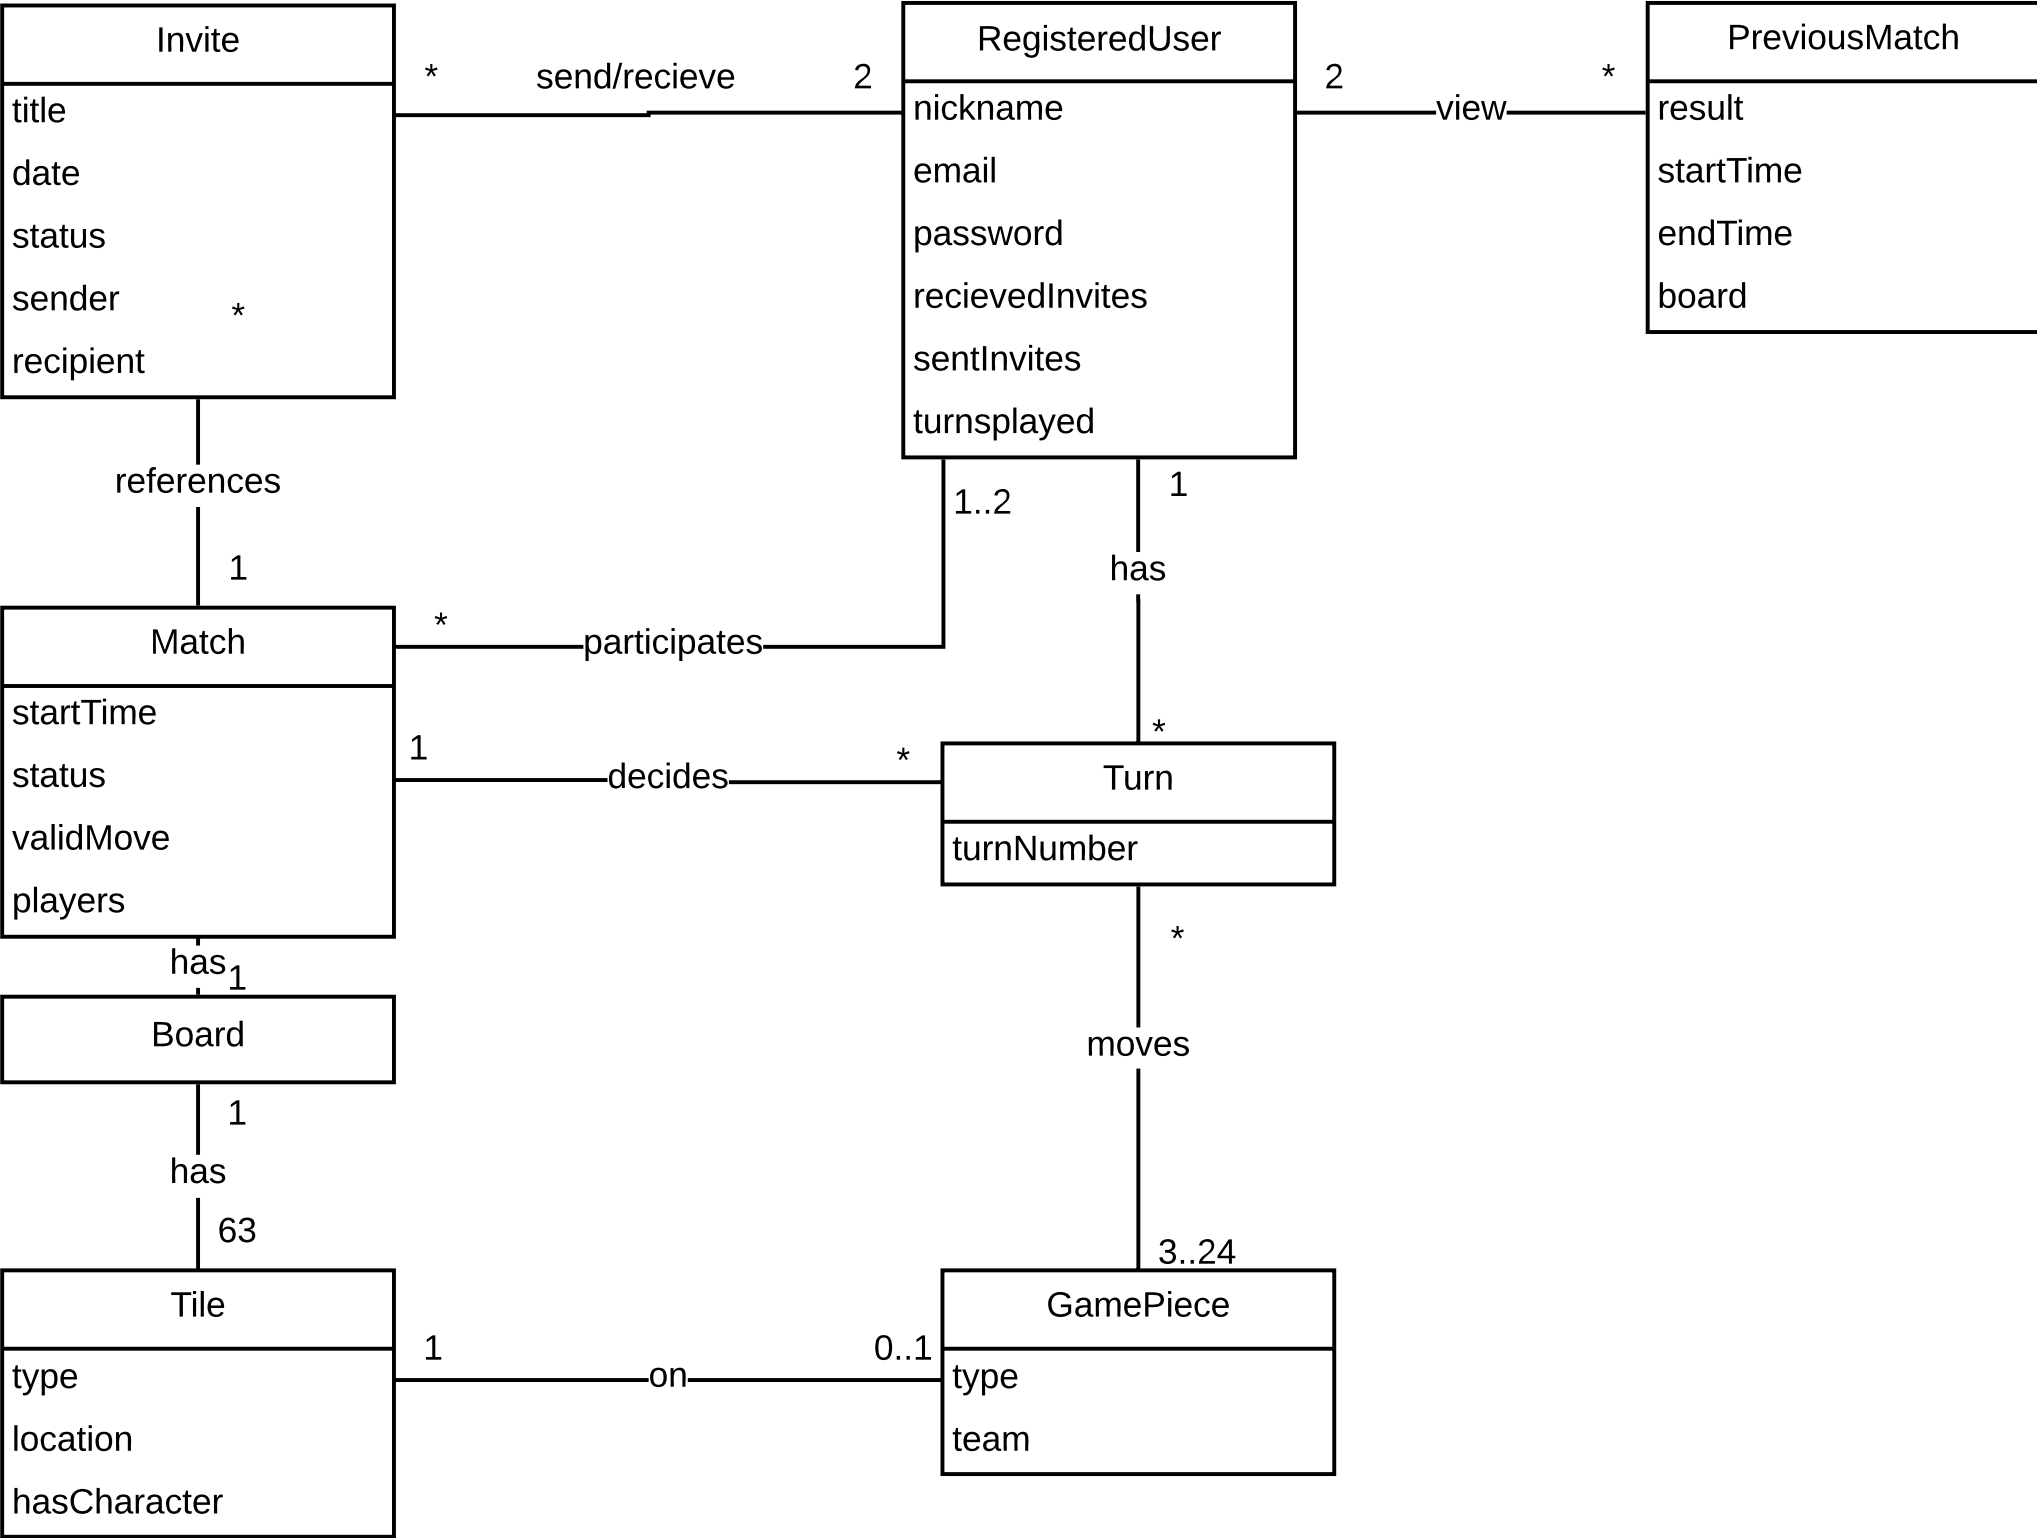 Invite
title
date
status
sender
*
recipient
*
send/recieve
2
RegisteredUser
nickname
email
password
recievedInvites
sentInvites
turnsplayed
2
view
*
PreviousMatch
result
startTime
endTime
board
references
1
1..2
1
has
*
Match
startTime
status
validMove
players
*
participates
1
decides
*
Turn
turnNumber
has
1
Board
1
has
63
*
moves
3..24
Tile
type
location
hasCharacter
1
on
0..1
GamePiece
type
team